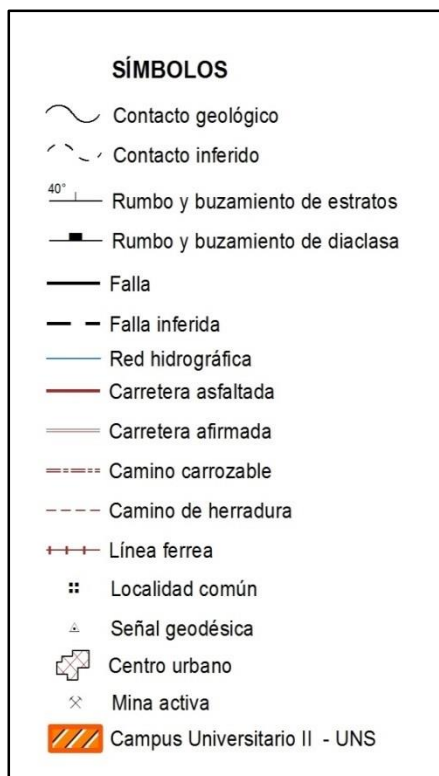 SÍMBOLOS
Contacto geológico
Contacto inferido
40°
Rumbo y buzamiento de estratos
Rumbo y buzamiento de diaclasa
Falla
Falla inferida
Red hidrográfica
Carretera asfaltada
Carretera afirmada
Camino carrozable
Camino de herradura
Línea ferrea
Localidad común
Señal geodésica
Centro urbano
Mina activa
Campus Universitario II - UNS